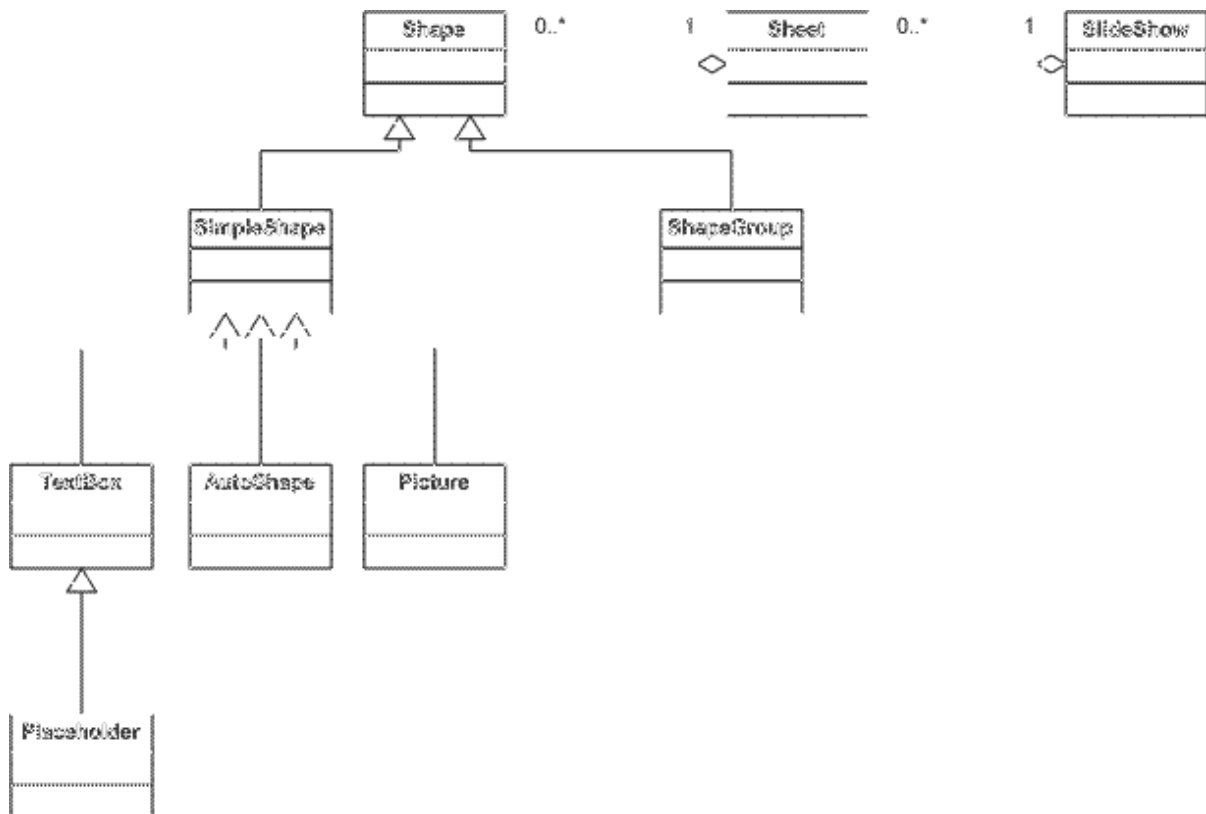 Shape 0..* 1 Sheet 0..* 1 SlideShow
SimpleShape ShapeGroup
TextBox AutoShape Picture
Placeholder